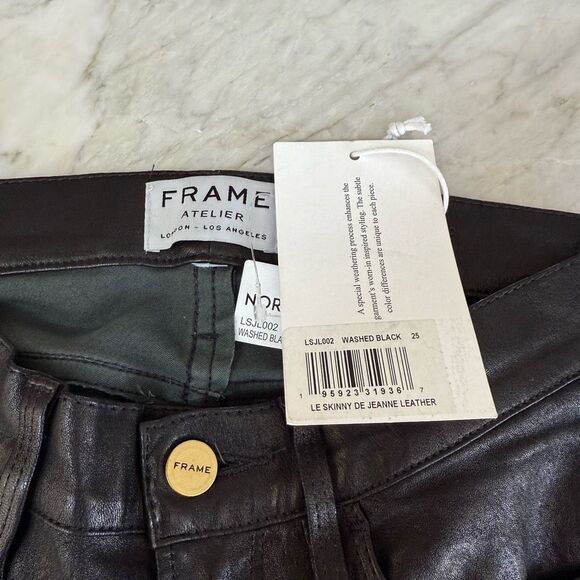 FRAME
ATELIER
LONDON - LOS ANGELES
NOR
LSJL002
WASHED BLA
A special weathering process enhances the
garment's worn-in inspired styling. The subtle
color differences are unique to each piece.
LSJL002 WASHED BLACK 25
1 95923 31936 7
LE SKINNY DE JEANNE LEATHER
FRAME